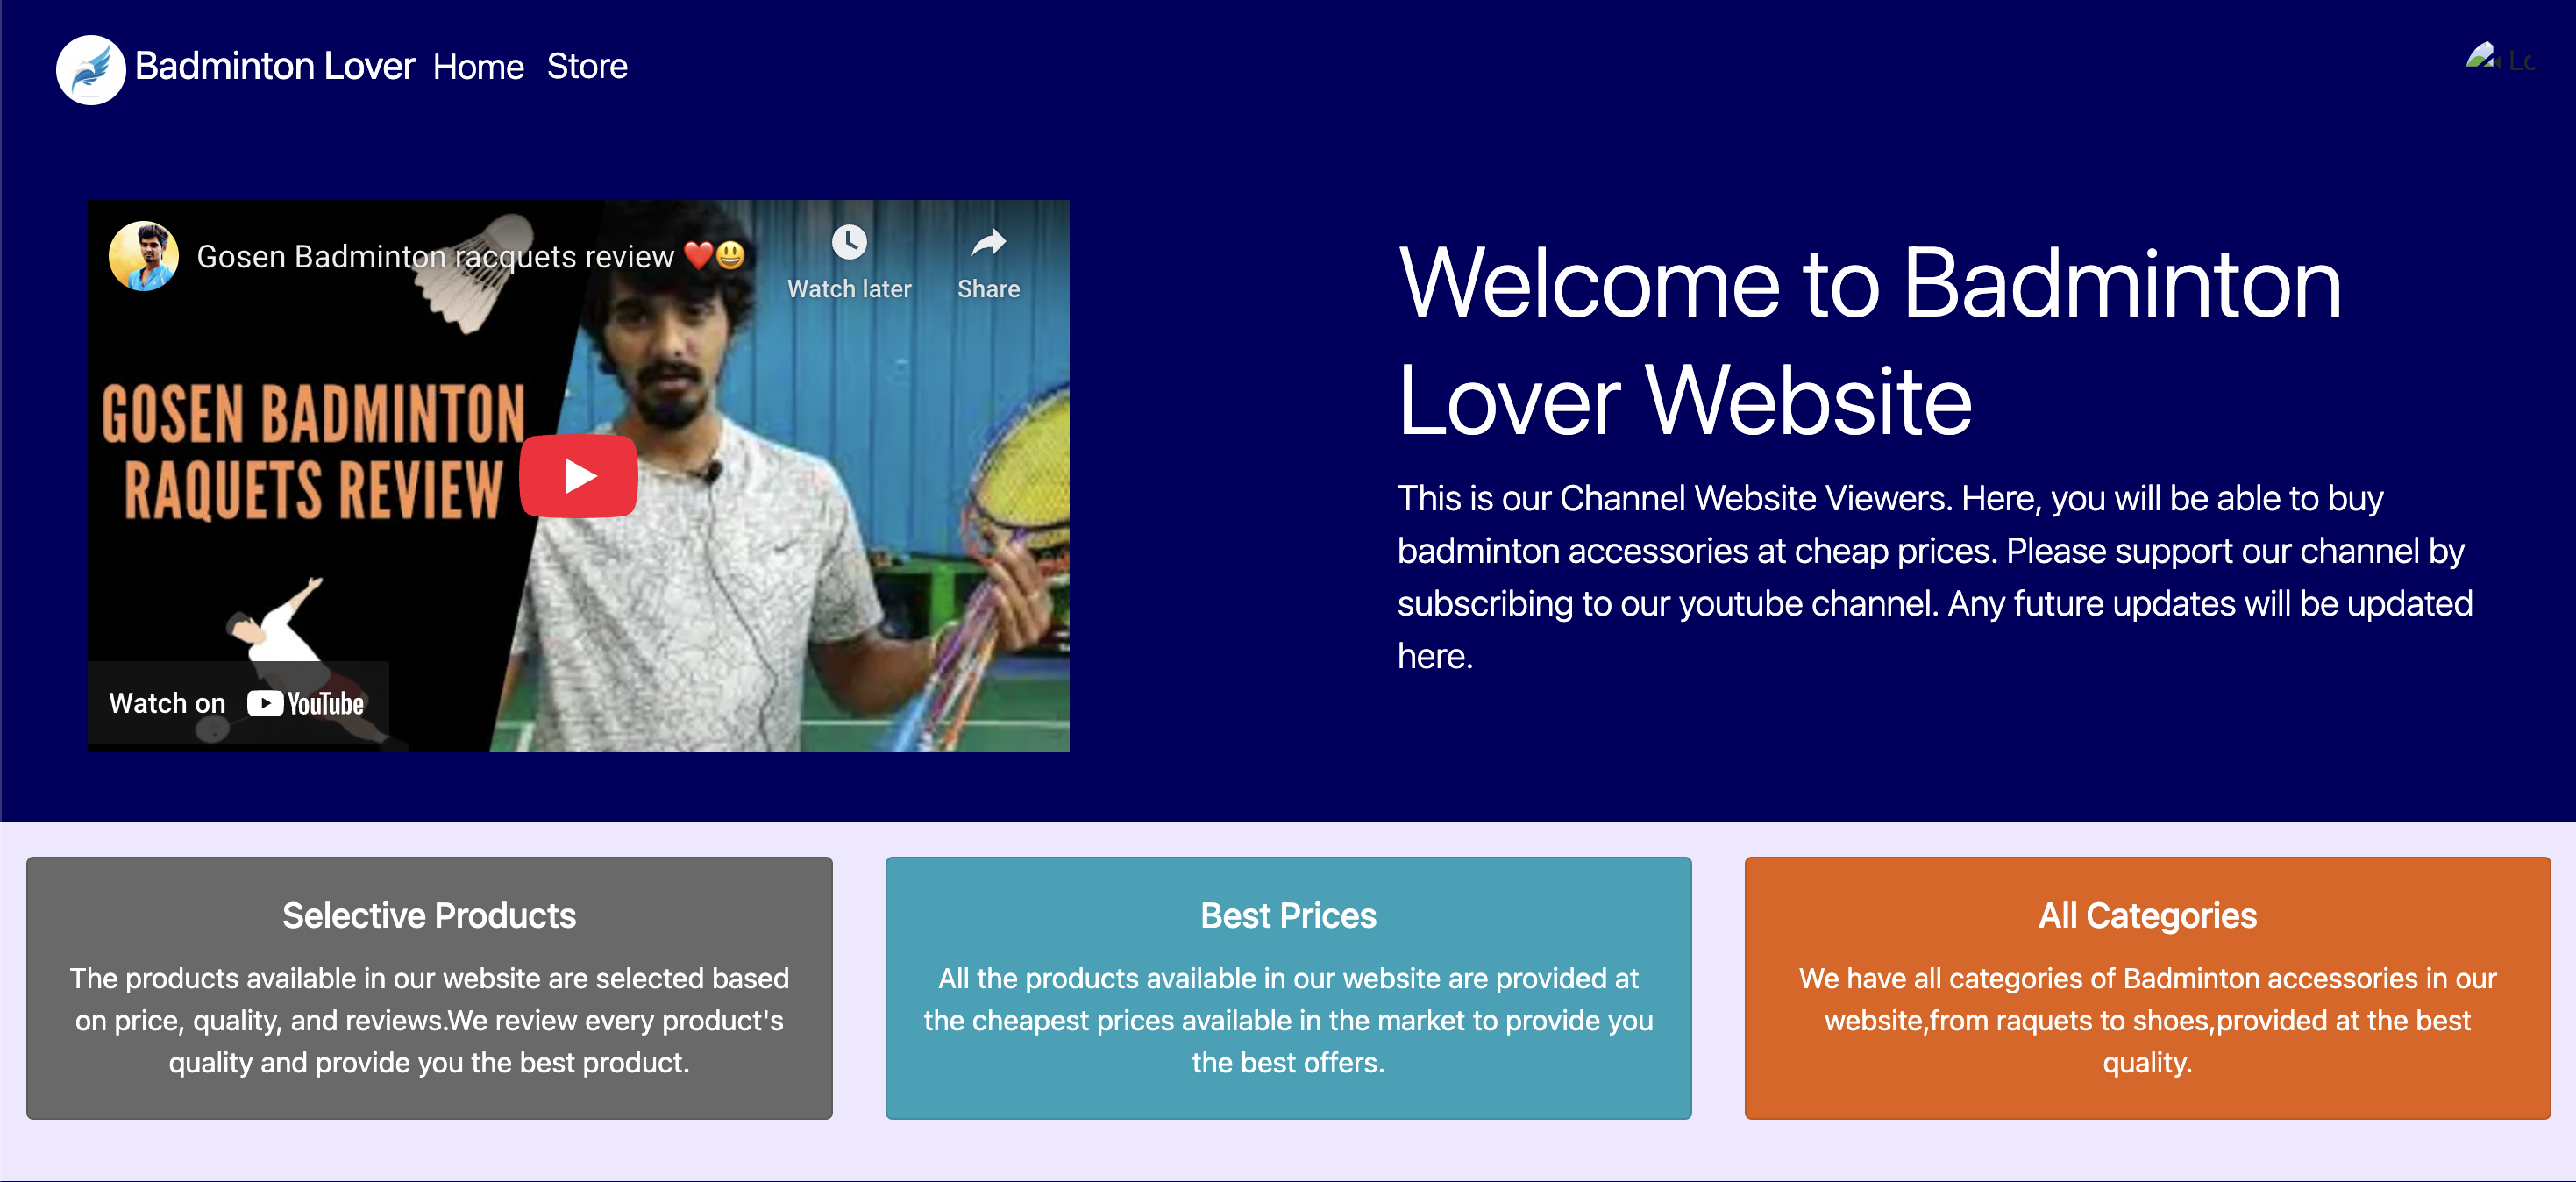 Badminton Lover Home Store
Gosen Badminton racquets review ❤️😃
Watch later
Share
GOSEN BADMINTON
RAQUETS REVIEW
Watch on YouTube
Welcome to Badminton
Lover Website
This is our Channel Website Viewers. Here, you will be able to buy
badminton accessories at cheap prices. Please support our channel by
subscribing to our youtube channel. Any future updates will be updated
here.
Selective Products
The products available in our website are selected based
on price, quality, and reviews.We review every product's
quality and provide you the best product.
Best Prices
All the products available in our website are provided at
the cheapest prices available in the market to provide you
the best offers.
All Categories
We have all categories of Badminton accessories in our
website,from raquets to shoes,provided at the best
quality.